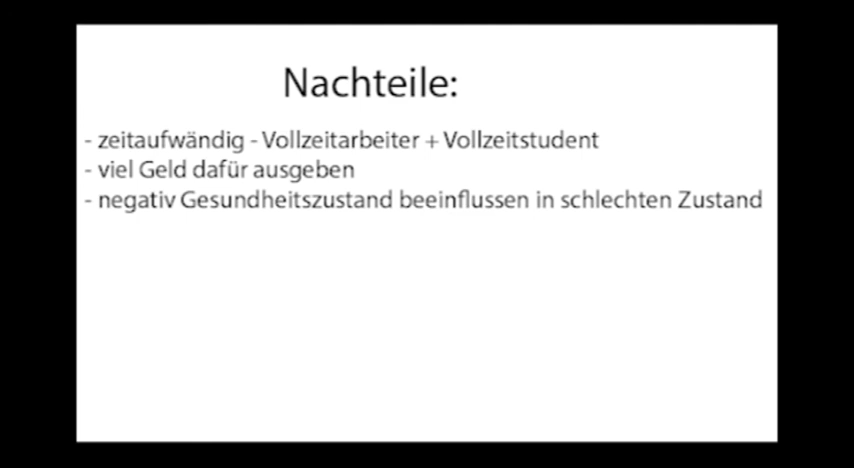 Nachteile:
- zeitaufwändig - Vollzeitarbeiter + Vollzeitstudent
- viel Geld dafür ausgeben
- negativ Gesundheitszustand beeinflussen in schlechten Zustand